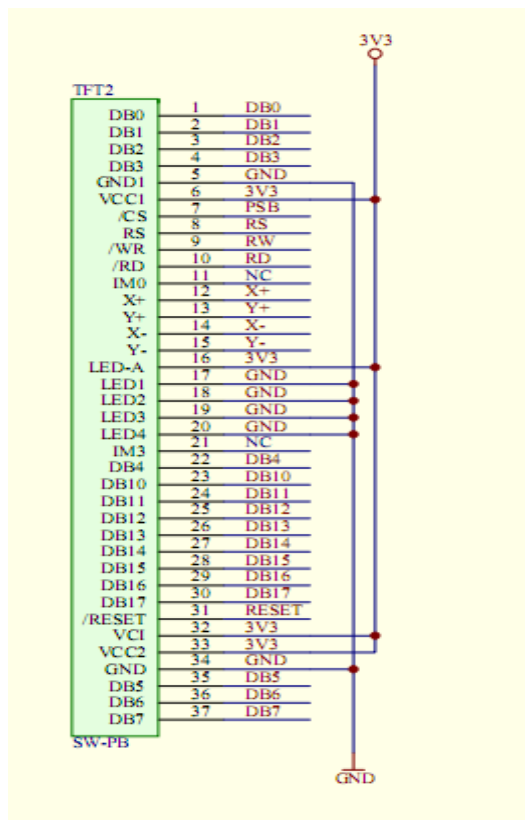 3V3
TFT2
DB0 1 DB0
DB1 2 DB1
DB2 3 DB2
DB3 4 DB3
GND1 5 GND
VCC1 6 3V3
/CS 7 PSB
RS 8 RS
/WR 9 RW
/RD 10 RD
IM0 11 NC
X+ 12 X+
Y+ 13 Y+
X- 14 X-
Y- 15 Y-
LED-A 16 3V3
LED1 17 GND
LED2 18 GND
LED3 19 GND
LED4 20 GND
IM3 21 NC
DB4 22 DB4
DB10 23 DB10
DB11 24 DB11
DB12 25 DB12
DB13 26 DB13
DB14 27 DB14
DB15 28 DB15
DB16 29 DB16
DB17 30 DB17
/RESET 31 RESET
VCI 32 3V3
VCC2 33 3V3
GND 34 GND
DB5 35 DB5
DB6 36 DB6
DB7 37 DB7
SW-PB
GND